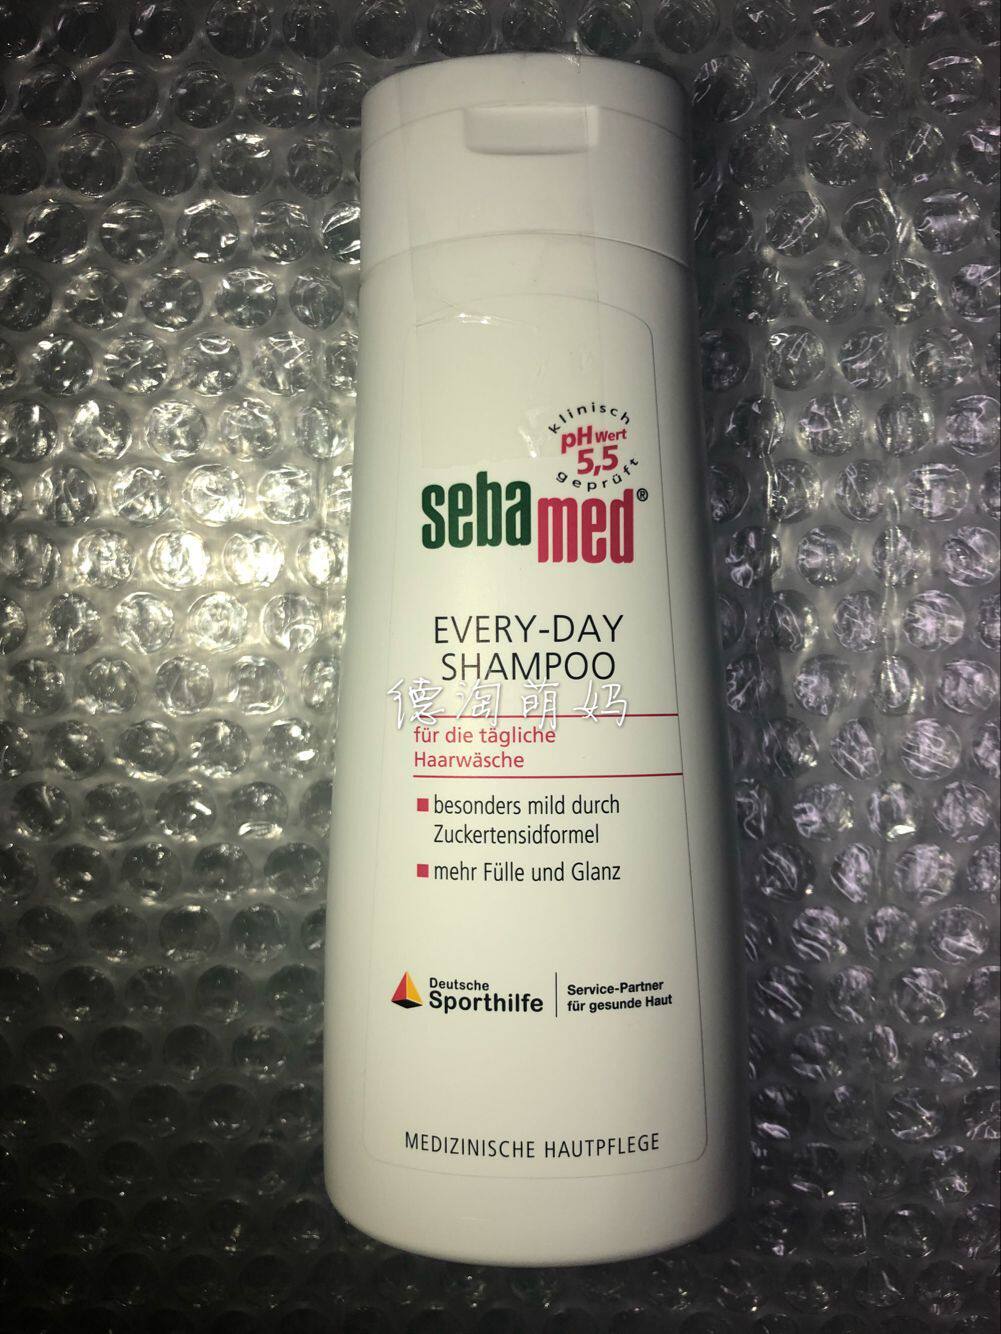 klinisch
pH Wert
5,5
geprüft
sebamed®
EVERY-DAY
SHAMPOO
德淘萌妈
für die tägliche
Haarwäsche
besonders mild durch
Zuckertensidformel
mehr Fülle und Glanz
Deutsche
Sporthilfe
Service-Partner
für gesunde Haut
MEDIZINISCHE HAUTPFLEGE